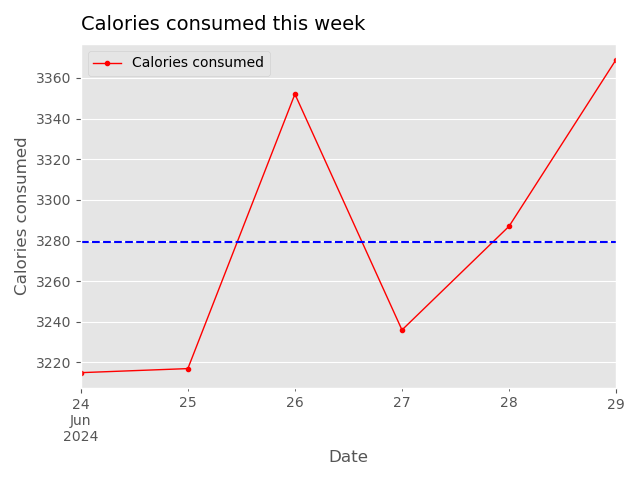 Calories consumed this week
Calories consumed
3360
3340
3320
3300
3280
3260
3240
3220
Calories consumed
24 25 26 27 28 29
Jun
2024
Date